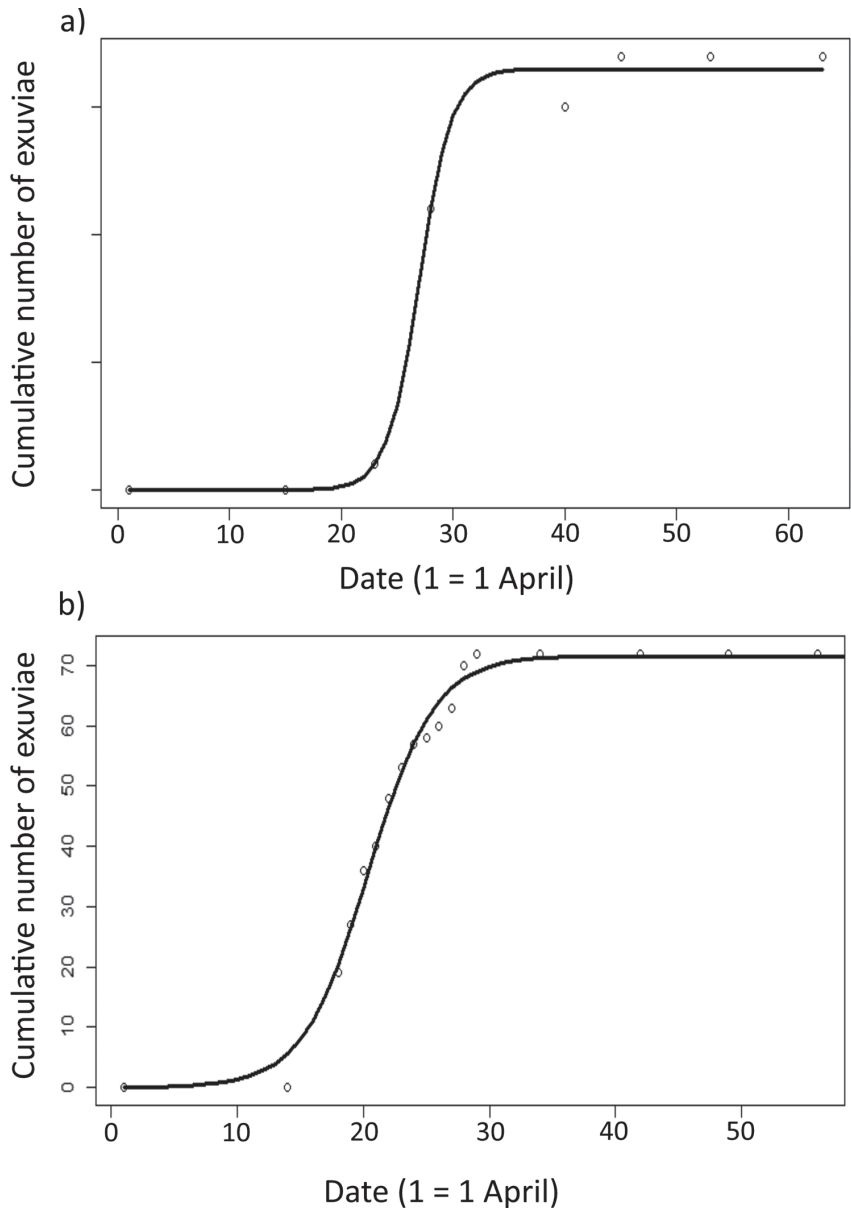 a)
Cumulative number of exuviae
0 10 20 30 40 50 60
Date (1 = 1 April)
b)
Cumulative number of exuviae
70
60
50
40
30
20
10
0
0 10 20 30 40 50
Date (1 = 1 April)